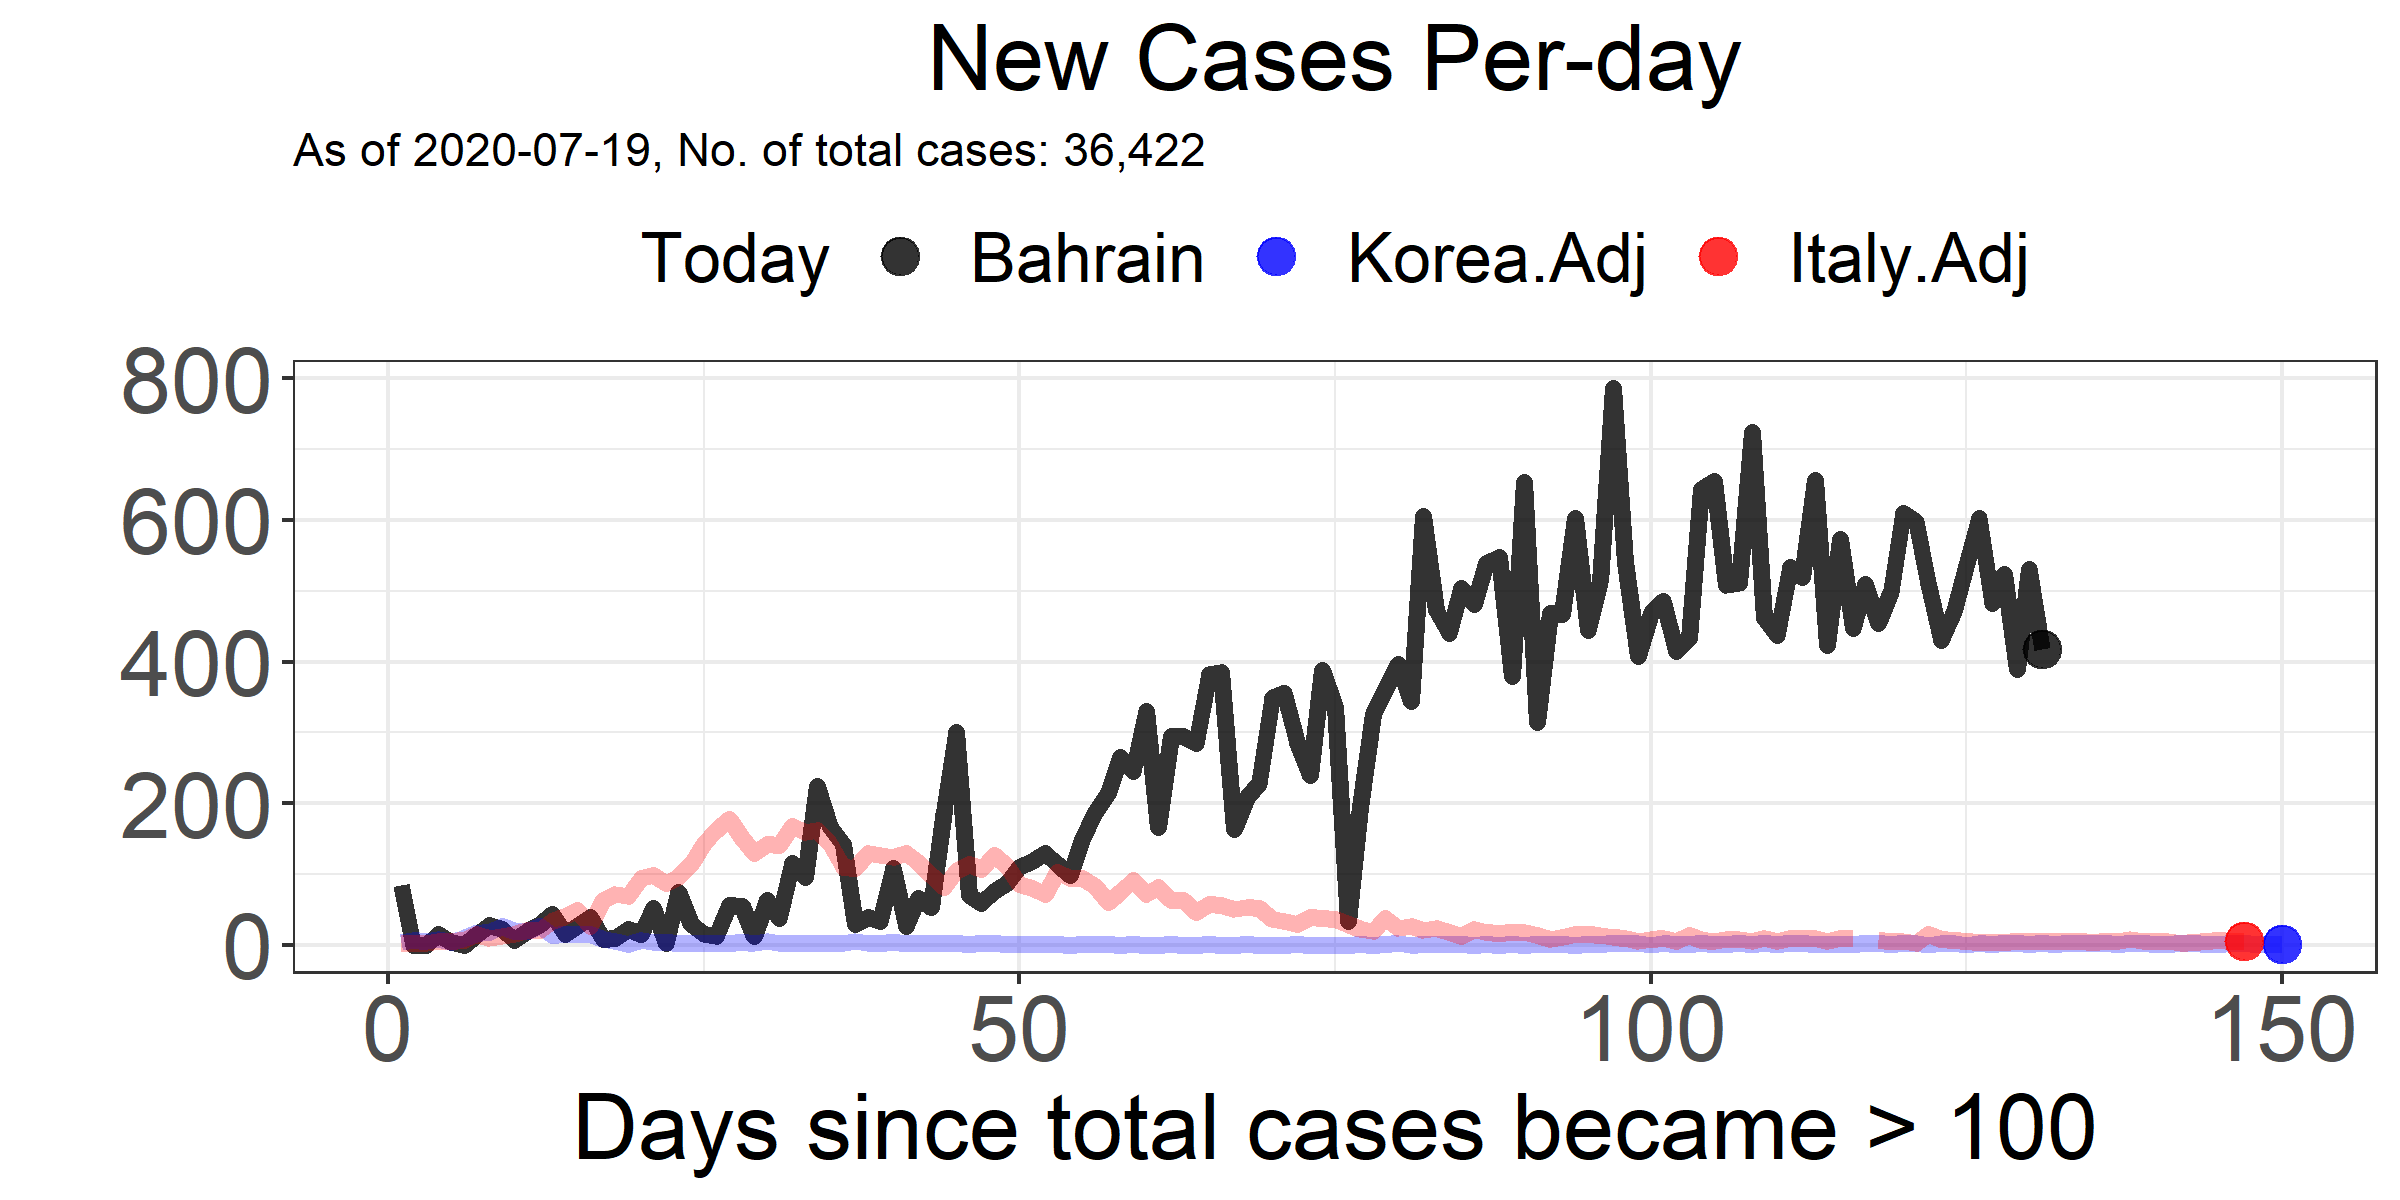 New Cases Per-day
As of 2020-07-19, No. of total cases: 36,422
Today Bahrain Korea.Adj Italy.Adj
800
600
400
200
0
0 50 100 150
Days since total cases became > 100